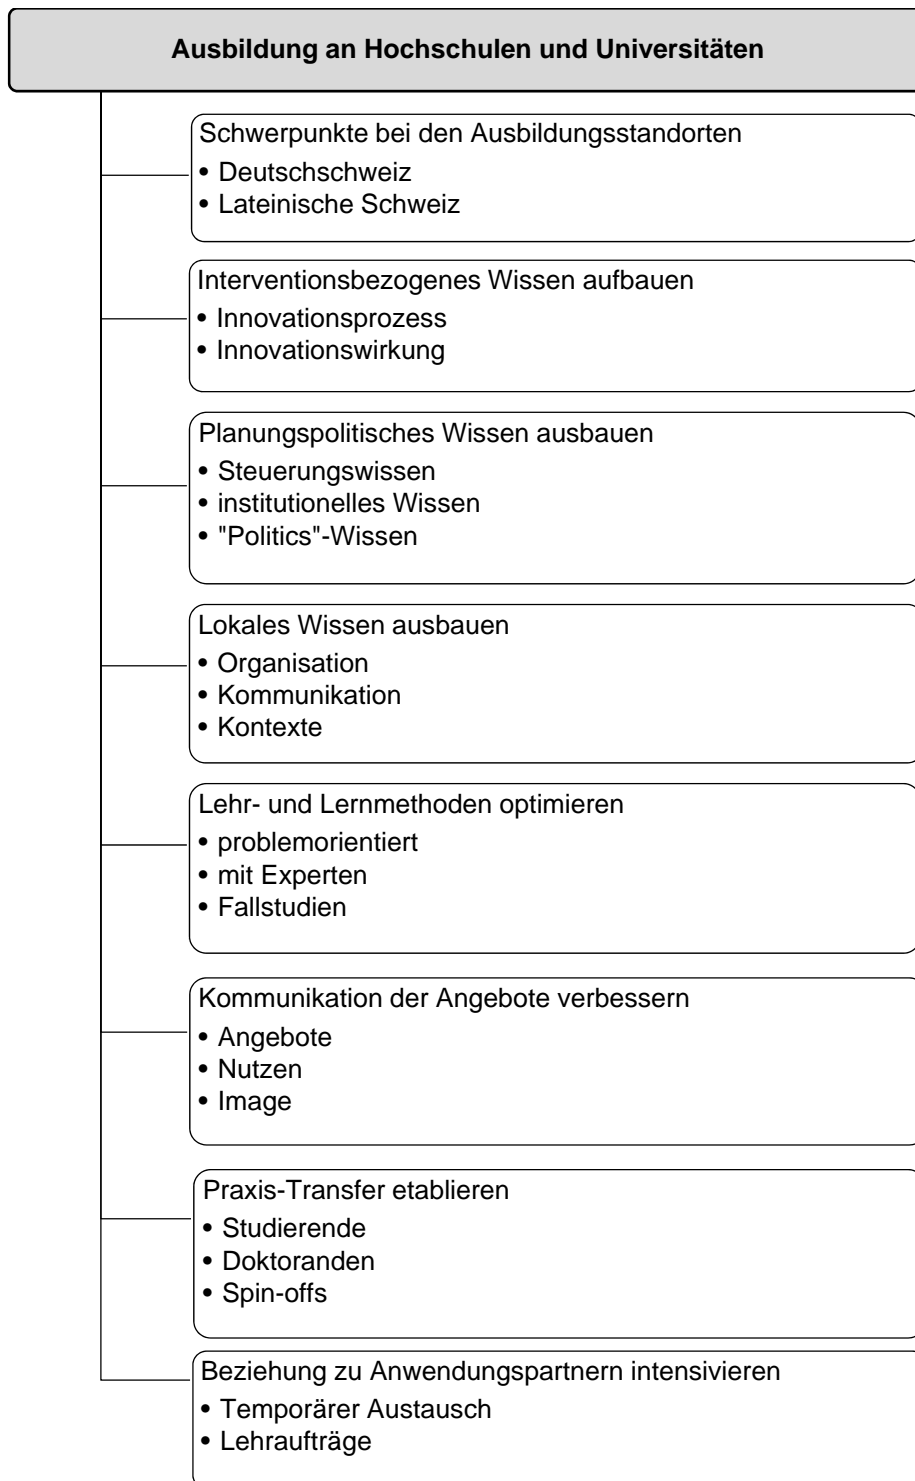 Ausbildung an Hochschulen und Universitäten
Schwerpunkte bei den Ausbildungsstandorten
• Deutschschweiz
• Lateinische Schweiz
Interventionsbezogenes Wissen aufbauen
• Innovationsprozess
• Innovationswirkung
Planungspolitisches Wissen ausbauen
• Steuerungswissen
• institutionelles Wissen
• "Politics"-Wissen
Lokales Wissen ausbauen
• Organisation
• Kommunikation
• Kontexte
Lehr- und Lernmethoden optimieren
• problemorientiert
• mit Experten
• Fallstudien
Kommunikation der Angebote verbessern
• Angebote
• Nutzen
• Image
Praxis-Transfer etablieren
• Studierende
• Doktoranden
• Spin-offs
Beziehung zu Anwendungspartnern intensivieren
• Temporärer Austausch
• Lehraufträge